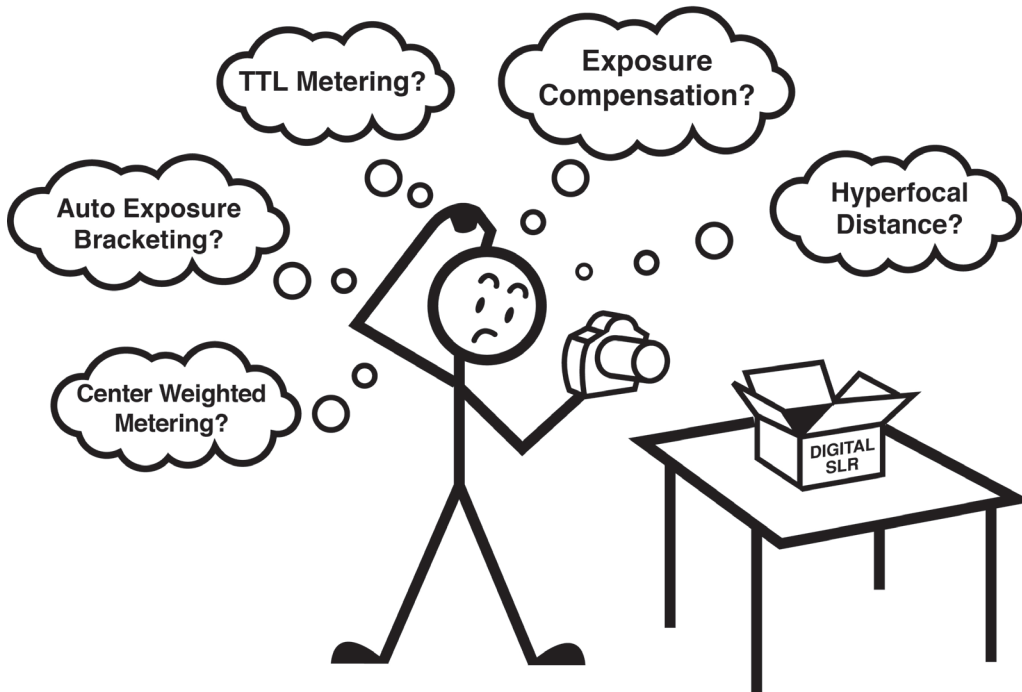 TTL Metering?
Exposure
Compensation?
Auto Exposure
Bracketing?
Hyperfocal
Distance?
Center Weighted
Metering?
DIGITAL
SLR